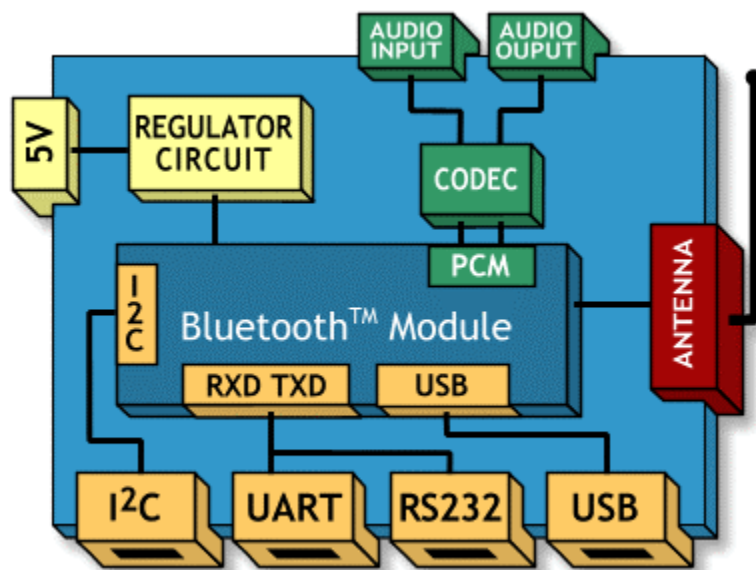 AUDIO
INPUT
AUDIO
OUPUT
5V
REGULATOR
CIRCUIT
CODEC
PCM
I2C
Bluetooth™ Module
ANTENNA
RXD TXD
USB
I²C
UART
RS232
USB